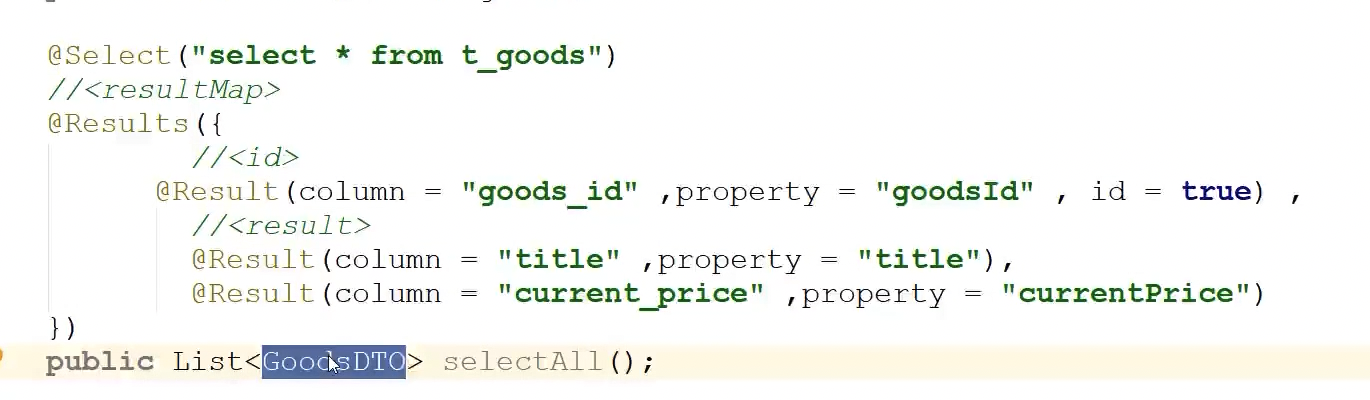 @Select("select * from t_goods")
//<resultMap>
@Results({
//<id>
@Result(column = "goods_id" ,property = "goodsId" , id = true) ,
//<result>
@Result(column = "title" ,property = "title"),
@Result(column = "current_price" ,property = "currentPrice")
})
public List<GoodsDTO> selectAll();